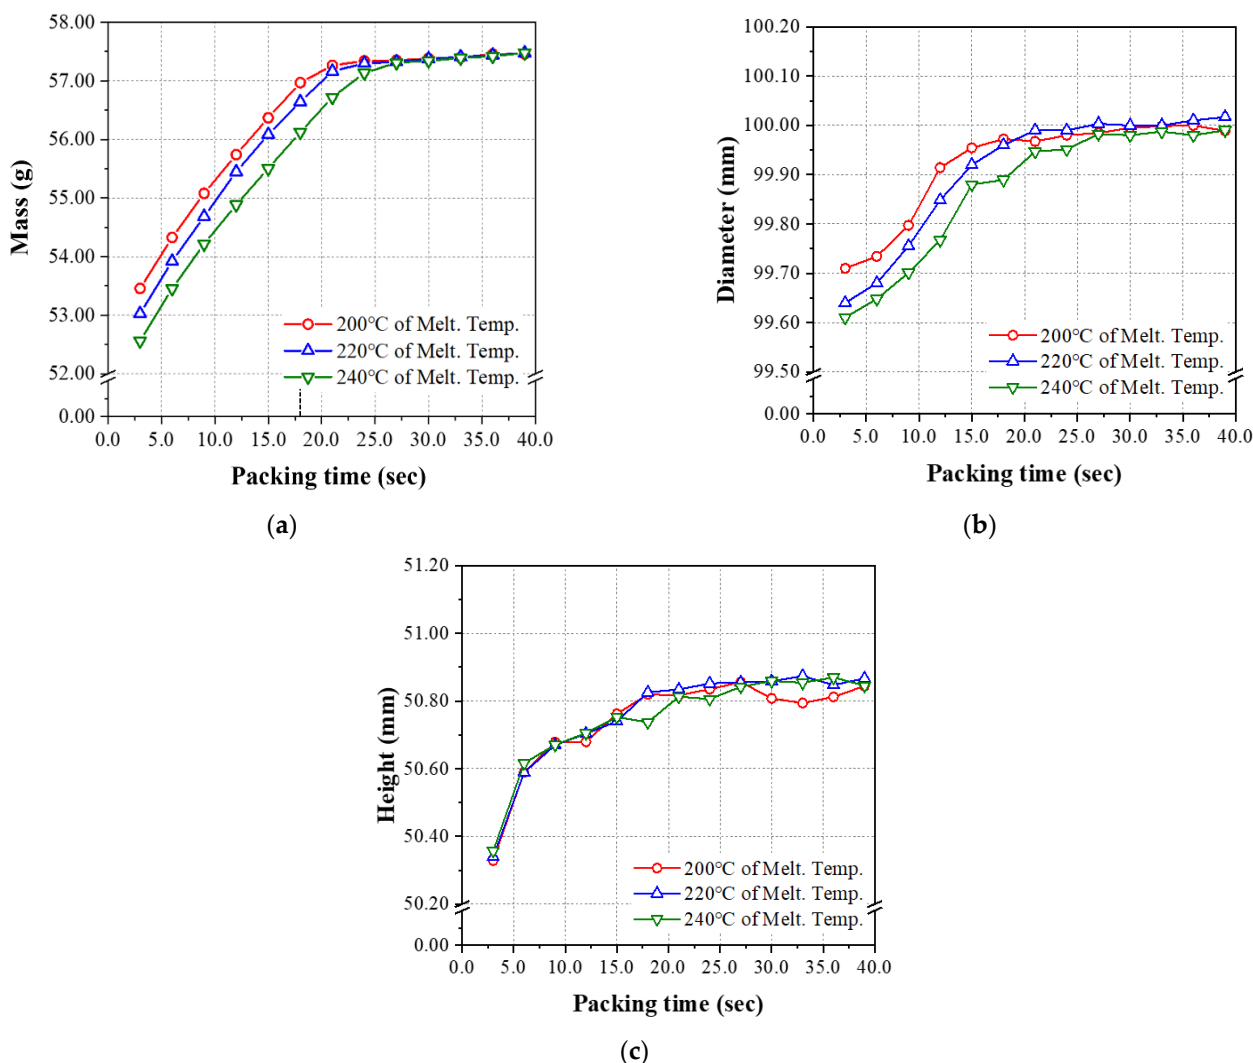 58.00
57.00
56.00
55.00
54.00
53.00
52.00
0.00
Mass (g)
200℃ of Melt. Temp.
220℃ of Melt. Temp.
240℃ of Melt. Temp.
0.0 5.0 10.0 15.0 20.0 25.0 30.0 35.0 40.0
Packing time (sec)
(a)
100.20
100.10
100.00
99.90
99.80
99.70
99.60
99.50
0.00
Diameter (mm)
200℃ of Melt. Temp.
220℃ of Melt. Temp.
240℃ of Melt. Temp.
0.0 5.0 10.0 15.0 20.0 25.0 30.0 35.0 40.0
Packing time (sec)
(b)
51.20
51.00
50.80
50.60
50.40
50.20
0.00
Height (mm)
200℃ of Melt. Temp.
220℃ of Melt. Temp.
240℃ of Melt. Temp.
0.0 5.0 10.0 15.0 20.0 25.0 30.0 35.0 40.0
Packing time (sec)
(c)